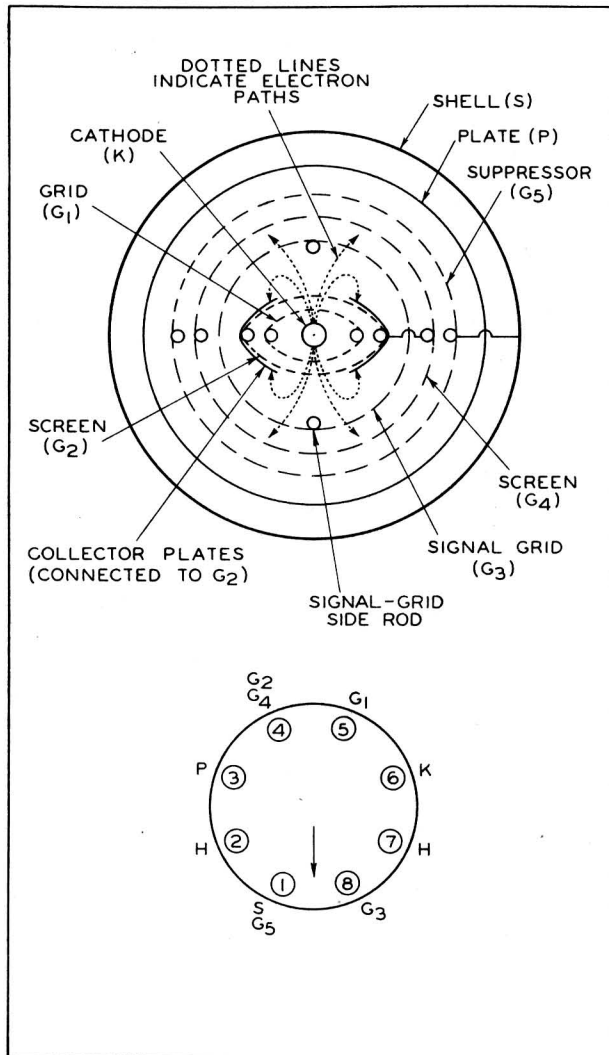 DOTTED LINES
INDICATE ELECTRON
PATHS
SHELL(S)
CATHODE
(K)
PLATE(P)
GRID
(G1)
SUPPRESSOR
(G5)
SCREEN
(G2)
SCREEN
(G4)
COLLECTOR PLATES
(CONNECTED TO G2)
SIGNAL GRID
(G3)
SIGNAL-GRID
SIDE ROD
G2
G4
G1
4
5
P
3
6
K
H
2
7
H
1
8
S
G5
G3